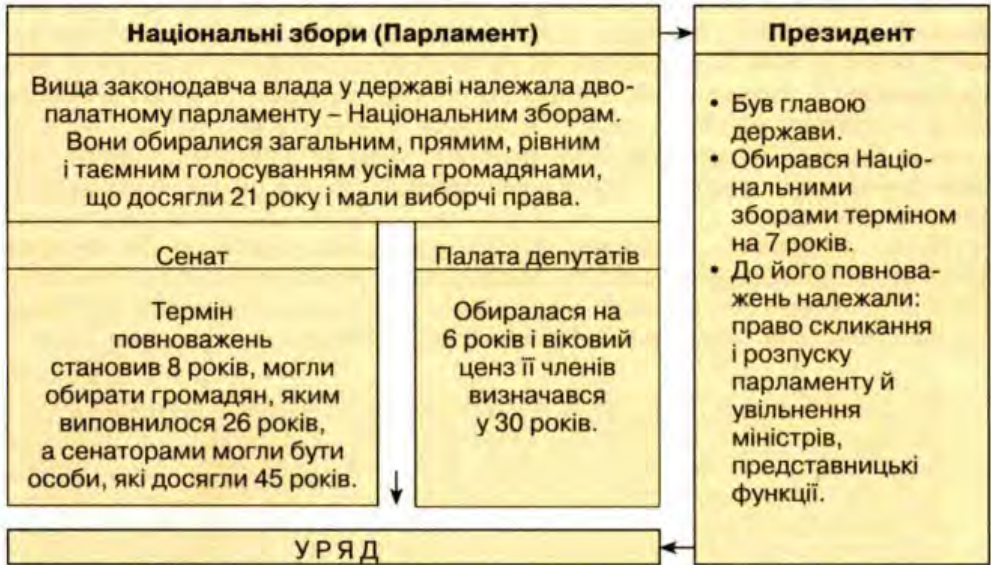 Національні збори (Парламент)
Вища законодавча влада у державі належала дво-
палатному парламенту – Національним зборам.
Вони обиралися загальним, прямим, рівним
і таємним голосуванням усіма громадянами,
що досягли 21 року і мали виборчі права.
Сенат
Термін
повноважень
становив 8 років, могли
обирати громадян, яким
виповнилося 26 років,
а сенаторами могли бути
особи, які досягли 45 років.
Палата депутатів
Обиралася на
6 років і віковий
ценз її членів
визначався
у 30 років.
Президент
• Був главою
держави.
• Обирався Націо-
нальними
зборами терміном
на 7 років.
• До його повнова-
жень належали:
право скликання
і розпуску
парламенту й
увільнення
міністрів,
представницькі
функції.
УРЯД